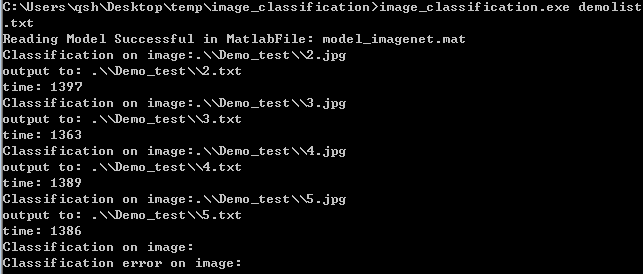 C:\Users\qsh\Desktop\temp\image_classification>image_classification.exe demolist
.txt
Reading Model Successful in MatlabFile: model_imagenet.mat
Classification on image:.\\Demo_test\\2.jpg
output to: .\\Demo_test\\2.txt
time: 1397
Classification on image:.\\Demo_test\\3.jpg
output to: .\\Demo_test\\3.txt
time: 1363
Classification on image:.\\Demo_test\\4.jpg
output to: .\\Demo_test\\4.txt
time: 1389
Classification on image:.\\Demo_test\\5.jpg
output to: .\\Demo_test\\5.txt
time: 1386
Classification on image:
Classification error on image: